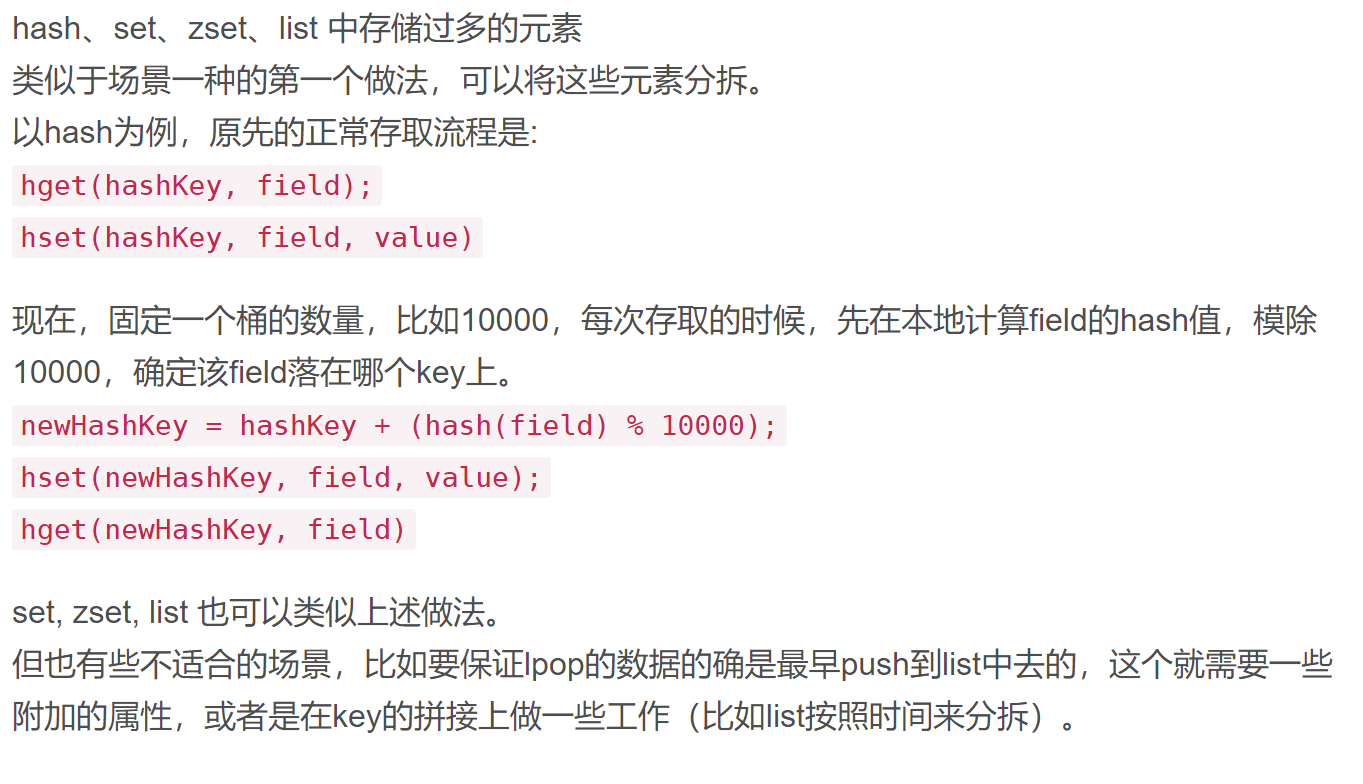 hash、set、zset、list 中存储过多的元素
类似于场景一种的第一个做法，可以将这些元素分拆。
以hash为例，原先的正常存取流程是:
hget(hashKey, field);
hset(hashKey, field, value)
现在，固定一个桶的数量，比如10000，每次存取的时候，先在本地计算field的hash值，模除
10000，确定该field落在哪个key上。
newHashKey = hashKey + (hash(field) % 10000);
hset(newHashKey, field, value);
hget(newHashKey, field)
set, zset, list 也可以类似上述做法。
但也有些不适合的场景，比如要保证lpop的数据的确是最早push到list中去的，这个就需要一些
附加的属性，或者是在key的拼接上做一些工作（比如list按照时间来分拆）。